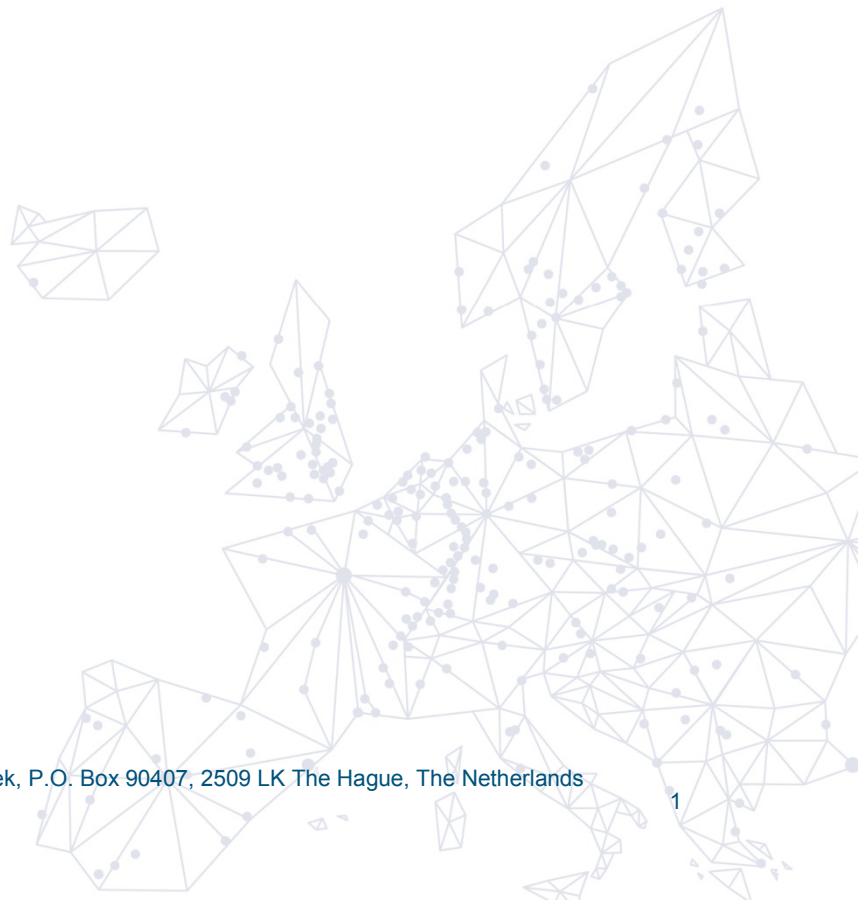 ek, P.O. Box 90407, 2509 LK The Hague, The Netherlands
1